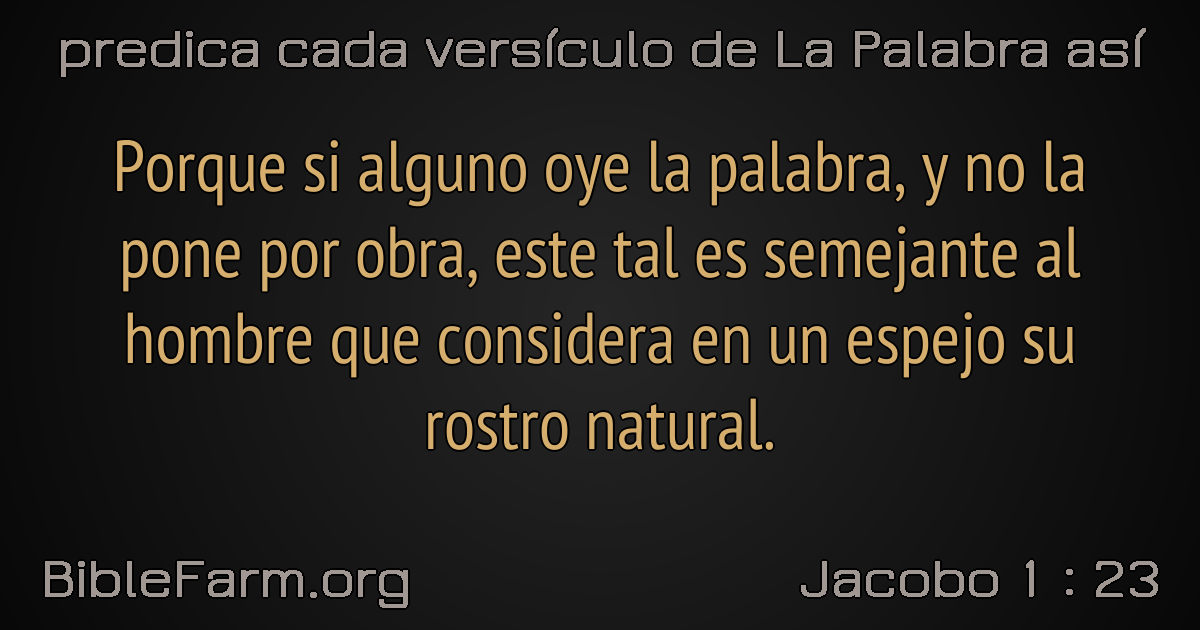 predica cada versículo de La Palabra así
Porque si alguno oye la palabra, y no la
pone por obra, este tal es semejante al
hombre que considera en un espejo su
rostro natural.
BibleFarm.org
Jacobo 1 : 23